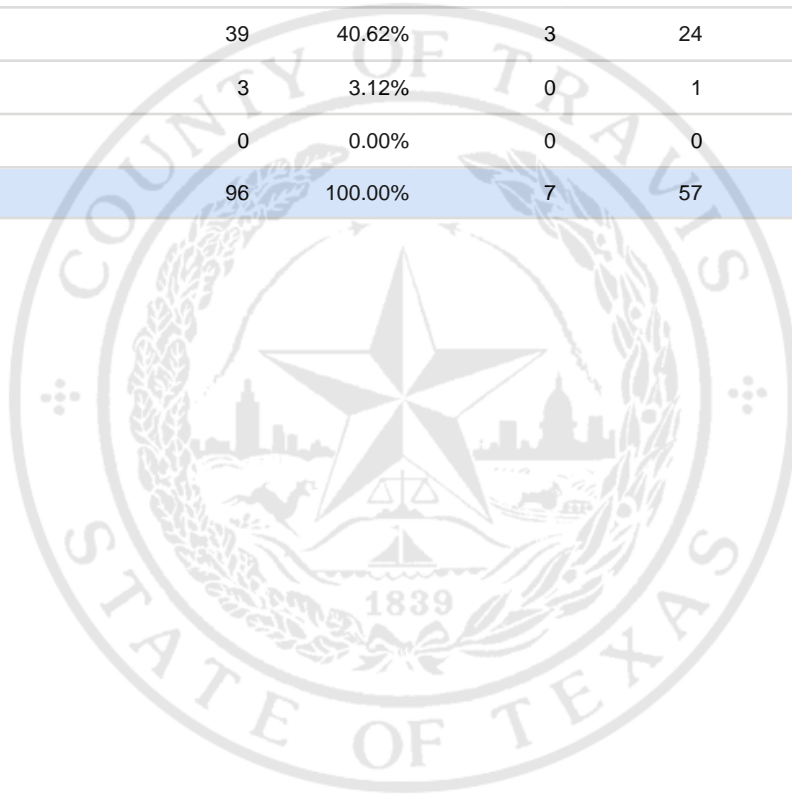 39 40.62% 3 24
3 3.12% 0 1
0 0.00% 0 0
96 100.00% 7 57
COUNTY OF TRAVIS
1839
STATE OF TEXAS